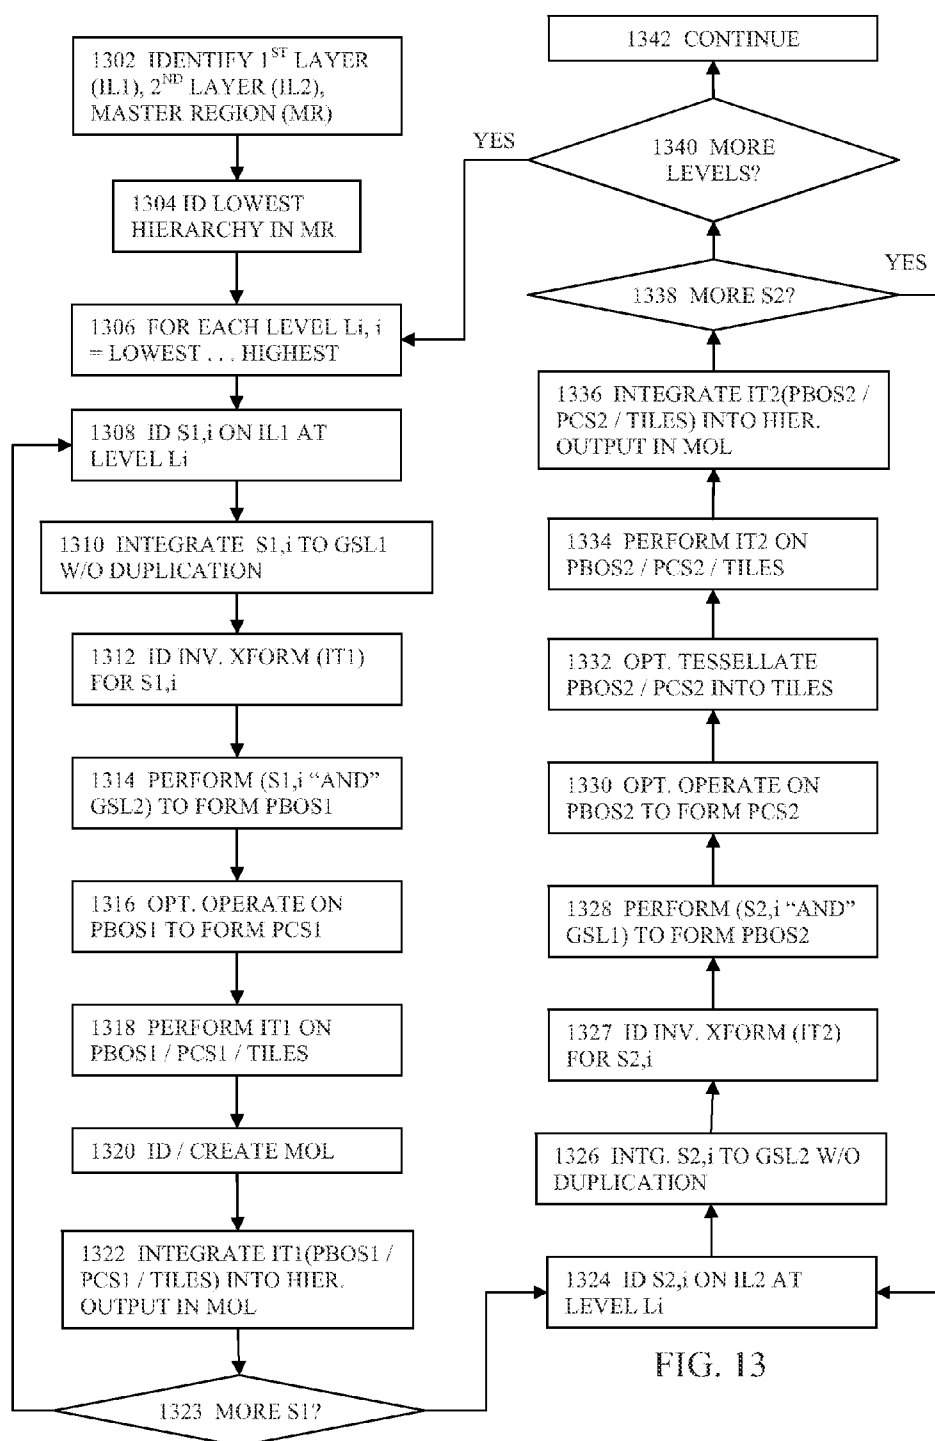 1302 IDENTIFY 1ST LAYER
(IL1), 2ND LAYER (IL2),
MASTER REGION (MR)
1304 ID LOWEST
HIERARCHY IN MR
1306 FOR EACH LEVEL Li, i
= LOWEST . . . HIGHEST
1308 ID S1,i ON IL1 AT
LEVEL Li
1310 INTEGRATE S1,i TO GSL1
W/O DUPLICATION
1312 ID INV. XFORM (IT1)
FOR S1,i
1314 PERFORM (S1,i “AND”
GSL2) TO FORM PBOS1
1316 OPT. OPERATE ON
PBOS1 TO FORM PCS1
1318 PERFORM IT1 ON
PBOS1 / PCS1 / TILES
1320 ID / CREATE MOL
1322 INTEGRATE IT1(PBOS1 /
PCS1 / TILES) INTO HIER.
OUTPUT IN MOL
1323 MORE S1?
1324 ID S2,i ON IL2 AT
LEVEL Li
1326 INTG. S2,i TO GSL2 W/O
DUPLICATION
1327 ID INV. XFORM (IT2)
FOR S2,i
1328 PERFORM (S2,i “AND”
GSL1) TO FORM PBOS2
1330 OPT. OPERATE ON
PBOS2 TO FORM PCS2
1332 OPT. TESSELLATE
PBOS2 / PCS2 INTO TILES
1334 PERFORM IT2 ON
PBOS2 / PCS2 / TILES
1336 INTEGRATE IT2(PBOS2 /
PCS2 / TILES) INTO HIER.
OUTPUT IN MOL
1338 MORE S2?
YES
1340 MORE
LEVELS?
YES
1342 CONTINUE
FIG. 13